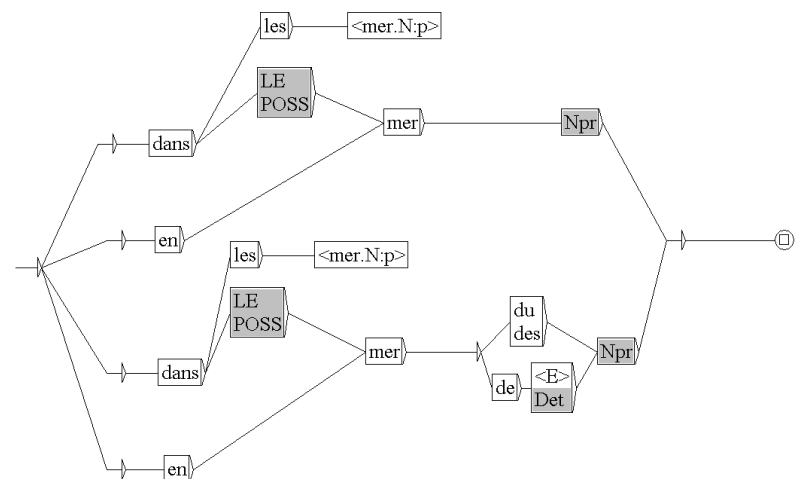 les
<mer.N:p>
LE
POSS
dans
mer
Npr
en
les
<mer.N:p>
LE
POSS
dans
mer
du
des
de
<E>
Det
Npr
en